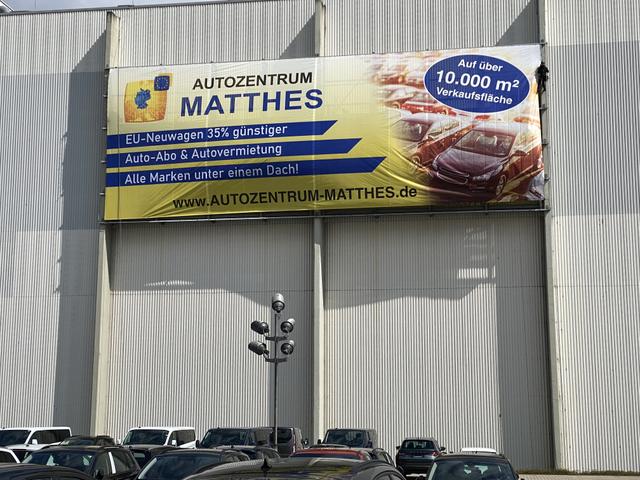 AUTOZENTRUM
MATTHES
Auf über
10.000 m²
Verkaufsfläche
EU-Neuwagen 35% günstiger
Auto-Abo & Autovermietung
Alle Marken unter einem Dach!
www.AUTOZENTRUM-MATTHES.de